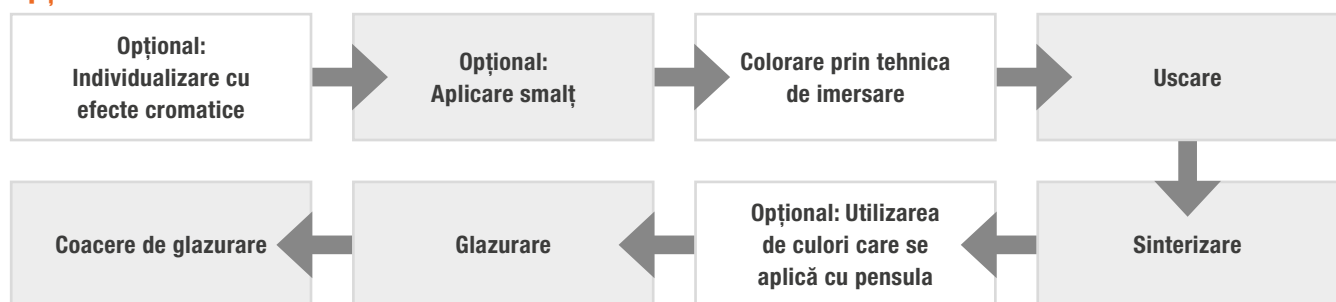 Opțional:
Individualizare cu
efecte cromatice
Opțional:
Aplicare smalț
Colorare prin tehnica
de imersare
Uscare
Sinterizare
Opțional: Utilizarea
de culori care se
aplică cu pensula
Glazurare
Coacere de glazurare